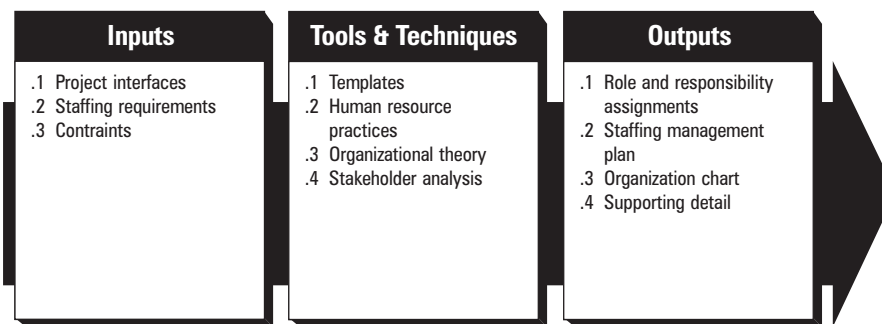 Inputs
.1 Project interfaces
.2 Staffing requirements
.3 Contraints
Tools & Techniques
.1 Templates
.2 Human resource
practices
.3 Organizational theory
.4 Stakeholder analysis
Outputs
.1 Role and responsibility
assignments
.2 Staffing management
plan
.3 Organization chart
.4 Supporting detail